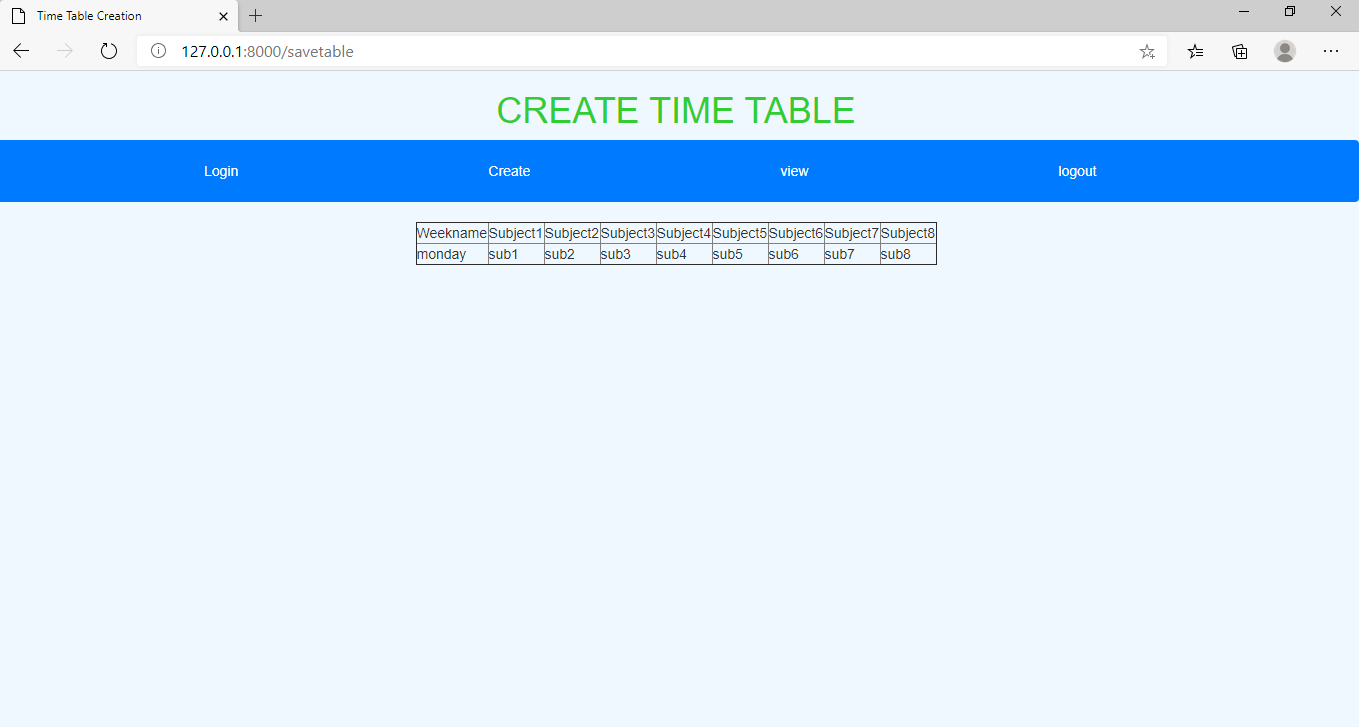 Time Table Creation
127.0.0.1:8000/savetable
CREATE TIME TABLE
Login Create view logout
Weekname Subject1 Subject2 Subject3 Subject4 Subject5 Subject6 Subject7 Subject8
monday sub1 sub2 sub3 sub4 sub5 sub6 sub7 sub8